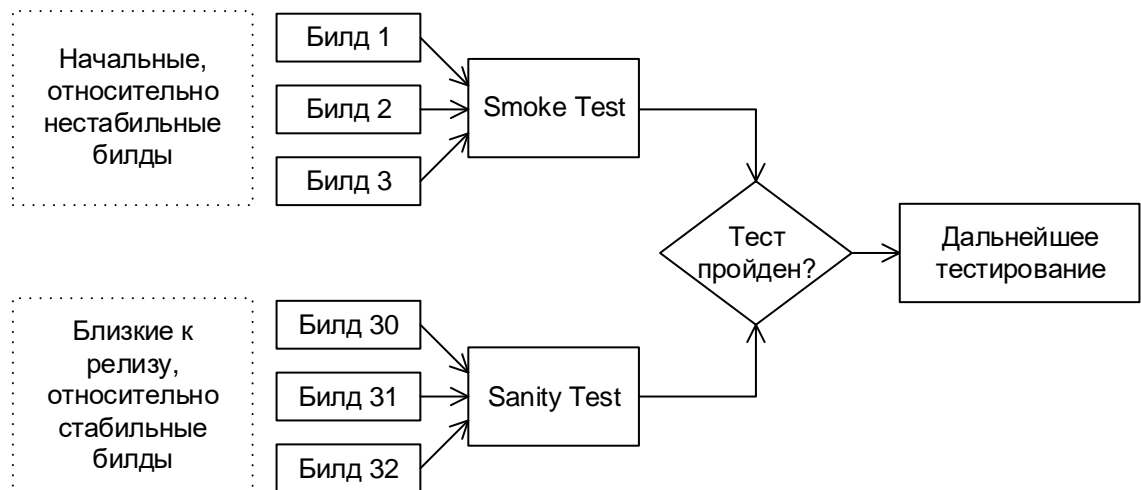 Начальные,
относительно
нестабильные
билды
Билд 1
Билд 2
Билд 3
Smoke Test
Тест
пройден?
Дальнейшее
тестирование
Близкие к
релизу,
относительно
стабильные
билды
Билд 30
Билд 31
Билд 32
Sanity Test